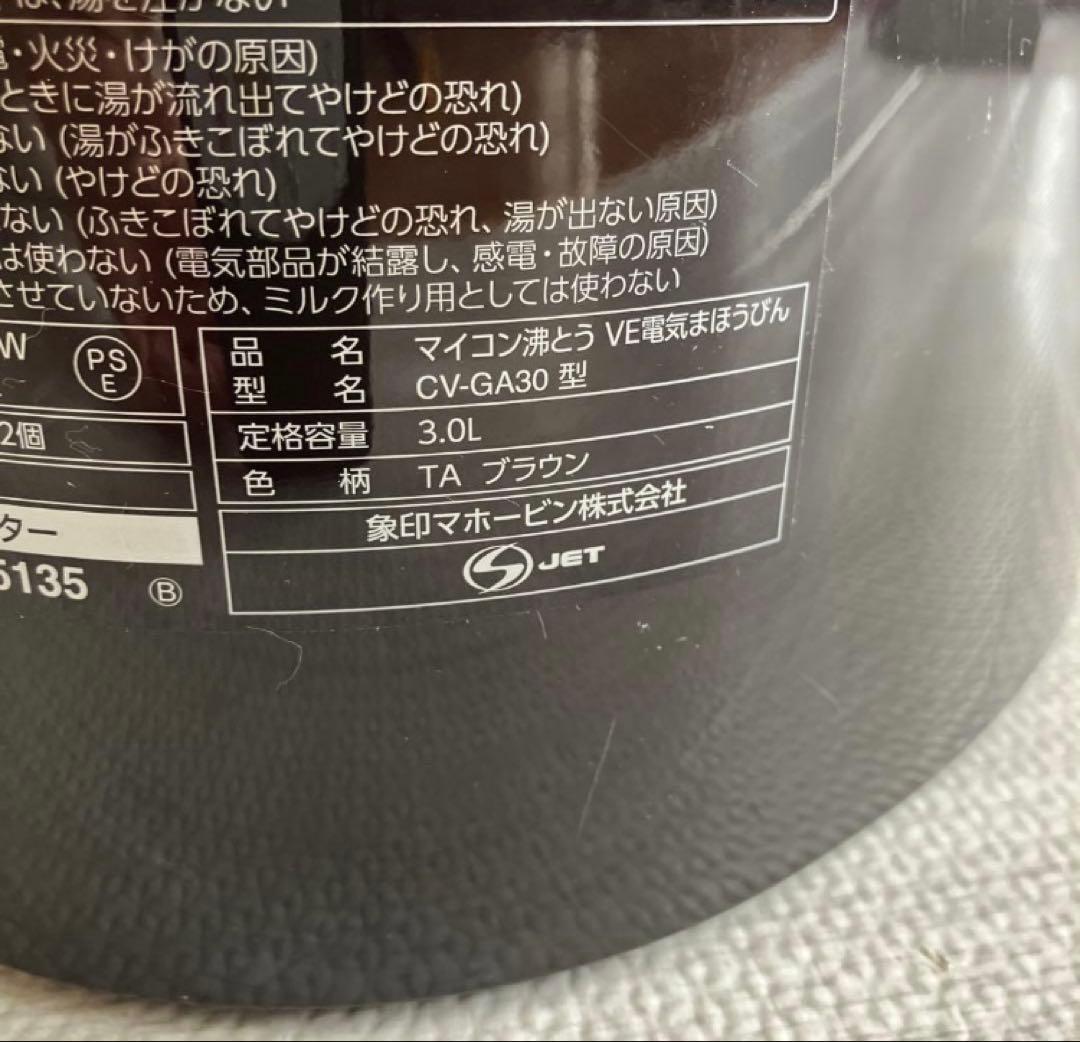 は、湯を注がない
・火災・けがの原因)
ときに湯が流れ出てやけどの恐れ)
ない (湯がふきこぼれてやけどの恐れ)
ない (やけどの恐れ)
ない (ふきこぼれてやけどの恐れ、湯が出ない原因)
は使わない (電気部品が結露し、感電・故障の原因)
させていないため、ミルク作り用としては使わない
W
PS
E
2個
ター
5135 Ⓑ
品名 マイコン沸とう VE電気まほうびん
型名 CV-GA30 型
定格容量 3.0L
色柄 TA ブラウン
象印マホービン株式会社
S JET